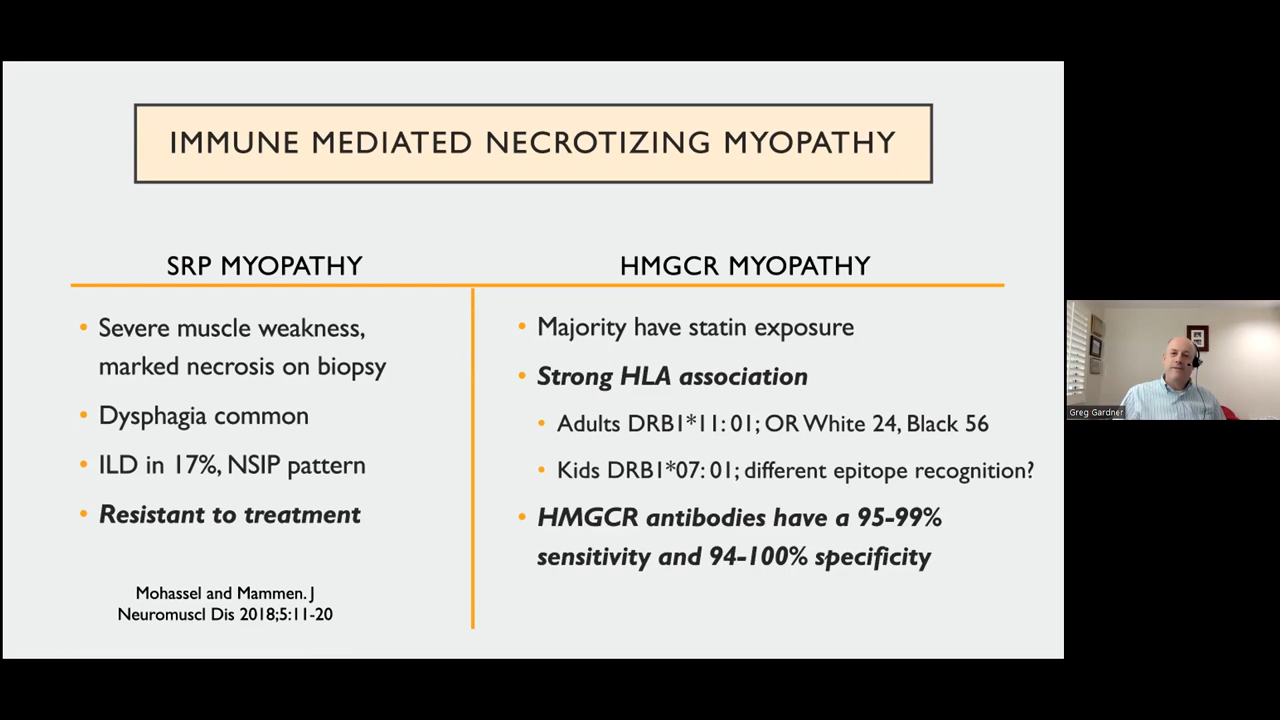 IMMUNE MEDIATED NECROTIZING MYOPATHY
SRP MYOPATHY
• Severe muscle weakness,
marked necrosis on biopsy
• Dysphagia common
• ILD in 17%, NSIP pattern
• Resistant to treatment
Mohassel and Mammen. J
Neuromuscl Dis 2018;5:11-20
HMGCR MYOPATHY
• Majority have statin exposure
• Strong HLA association
• Adults DRB1*11: 01; OR White 24, Black 56
• Kids DRB1*07: 01; different epitope recognition?
• HMGCR antibodies have a 95-99%
sensitivity and 94-100% specificity
Greg Gardner